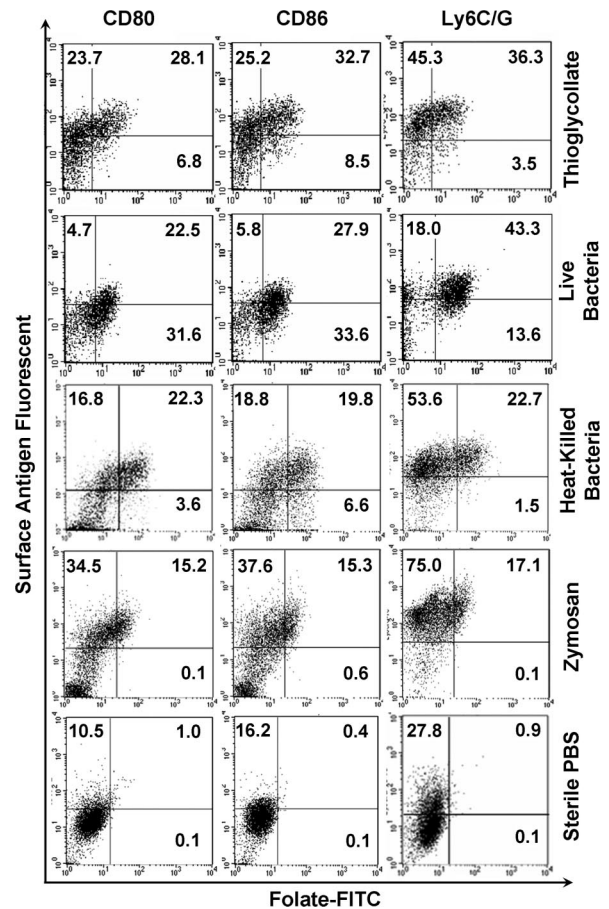 CD80 CD86 Ly6C/G
23.7 28.1 25.2 32.7 45.3 36.3
6.8 8.5 3.5
Thioglycollate
4.7 22.5 5.8 27.9 18.0 43.3
31.6 33.6 13.6
Live
Bacteria
16.8 22.3 18.8 19.8 53.6 22.7
3.6 6.6 1.5
Heat-Killed
Bacteria
34.5 15.2 37.6 15.3 75.0 17.1
0.1 0.6 0.1
Zymosan
10.5 1.0 16.2 0.4 27.8 0.9
0.1 0.1 0.1
Sterile PBS
Surface Antigen Fluorescent
Folate-FITC